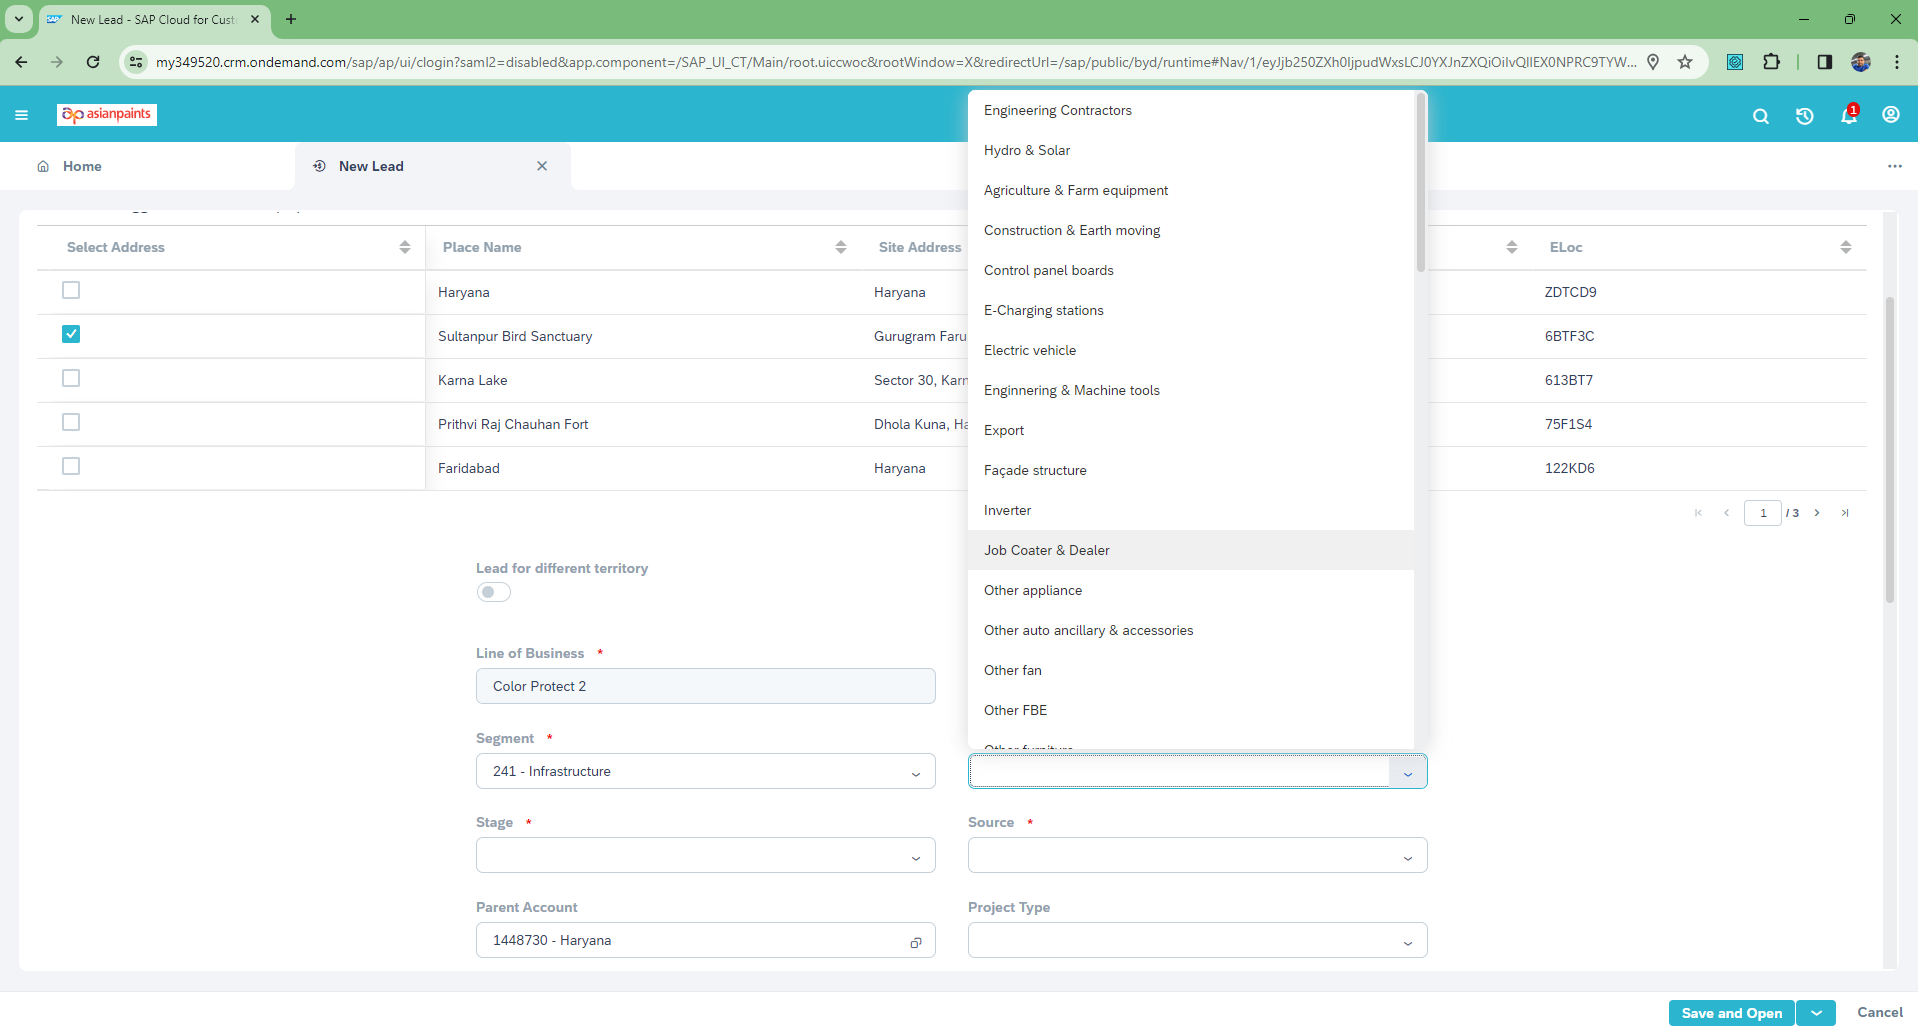 New Lead - SAP Cloud for Cust
my349520.crm.ondemand.com/sap/ap/ui/clogin?saml2=disabled&app.component=/SAP_UI_CT/Main/root.uiccwoc&rootWindow=X&redirectUrl=/sap/public/byd/runtime#Nav/1/eyJjb250ZXh0IjpudWxsLCJ0YXJnZXQiOiIvQllEX0NPRC9TYW...
asianpaints
1
Home
New Lead
Select Address
Place Name
Site Address
ELoc
Haryana
Haryana
ZDTCD9
Sultanpur Bird Sanctuary
Gurugram Faru
6BTF3C
Karna Lake
Sector 30, Karn
613BT7
Prithvi Raj Chauhan Fort
Dhola Kuna, Ha
75F1S4
Faridabad
Haryana
122KD6
1 / 3
Engineering Contractors
Hydro & Solar
Agriculture & Farm equipment
Construction & Earth moving
Control panel boards
E-Charging stations
Electric vehicle
Enginnering & Machine tools
Export
Façade structure
Inverter
Job Coater & Dealer
Other appliance
Other auto ancillary & accessories
Other fan
Other FBE
Other furniture
Lead for different territory
Line of Business *
Color Protect 2
Segment *
241 - Infrastructure
Stage *
Source *
Parent Account
Project Type
1448730 - Haryana
Save and Open
Cancel